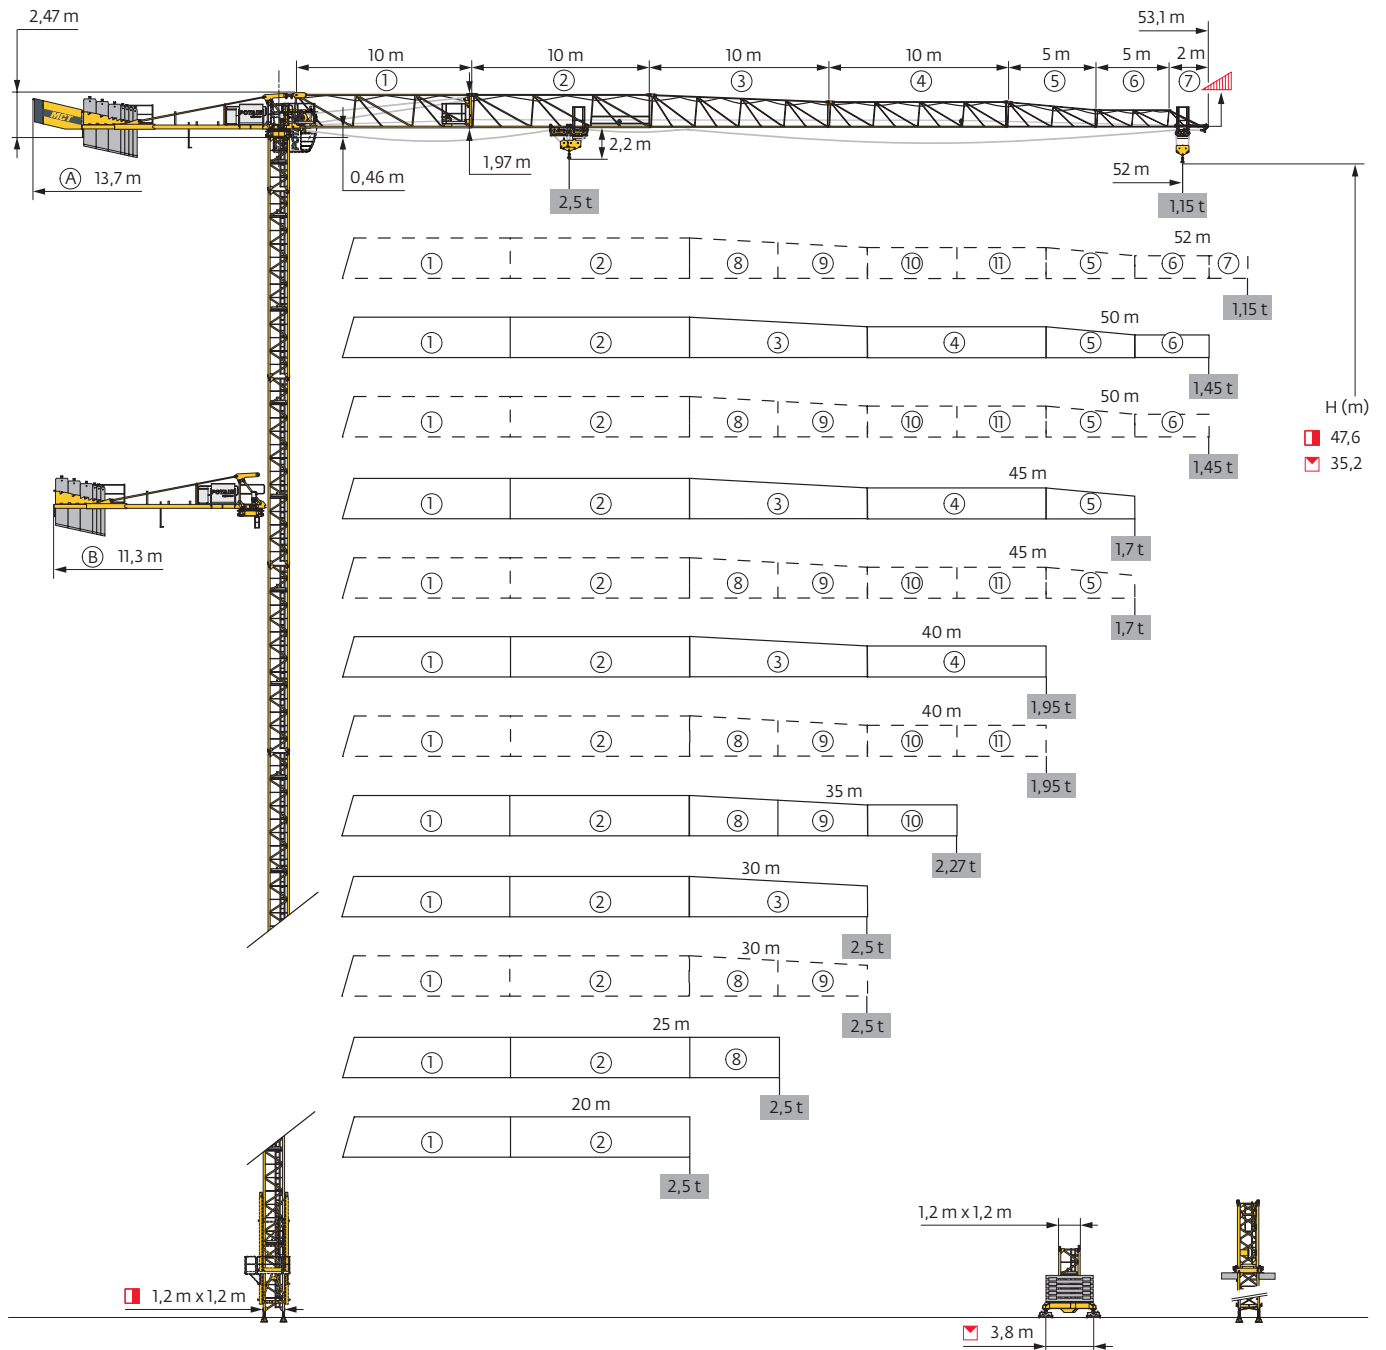 2,47 m
53,1 m
10 m 10 m 10 m 10 m 5 m 5 m 2 m
1 2 3 4 5 6 7
MCT
POTAIN
2,2 m
1,97 m
A 13,7 m
0,46 m
52 m
2,5 t
1,15 t
52 m
1 2 8 9 10 11 5 6 7
1,15 t
50 m
1 2 3 4 5 6
1,45 t
50 m
1 2 8 9 10 11 5 6
1,45 t
H (m)
47,6
35,2
45 m
1 2 3 4 5
1,7 t
POTAIN
B 11,3 m
45 m
1 2 8 9 10 11 5
1,7 t
40 m
1 2 3 4
1,95 t
40 m
1 2 8 9 10 11
1,95 t
35 m
1 2 8 9 10
2,27 t
30 m
1 2 3
2,5 t
30 m
1 2 8 9
2,5 t
25 m
1 2 8
2,5 t
20 m
1 2
2,5 t
1,2 m x 1,2 m
1,2 m x 1,2 m
3,8 m